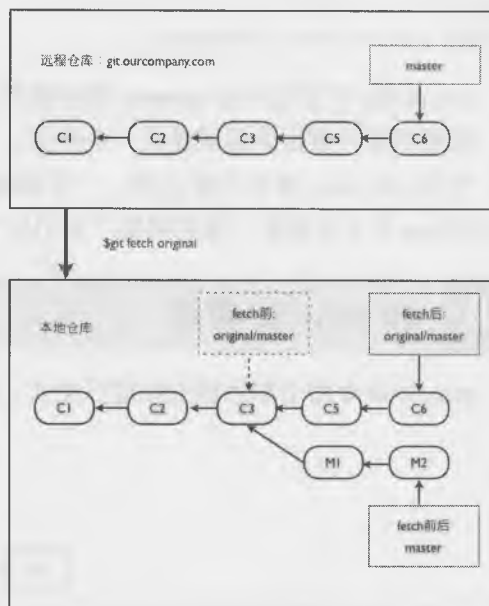 远程仓库：git.ourcompany.com
master
C1 C2 C3 C5 C6
$git fetch original
本地仓库
fetch前:
original/master
fetch后:
original/master
C1 C2 C3 C5 C6
M1 M2
fetch前后
master